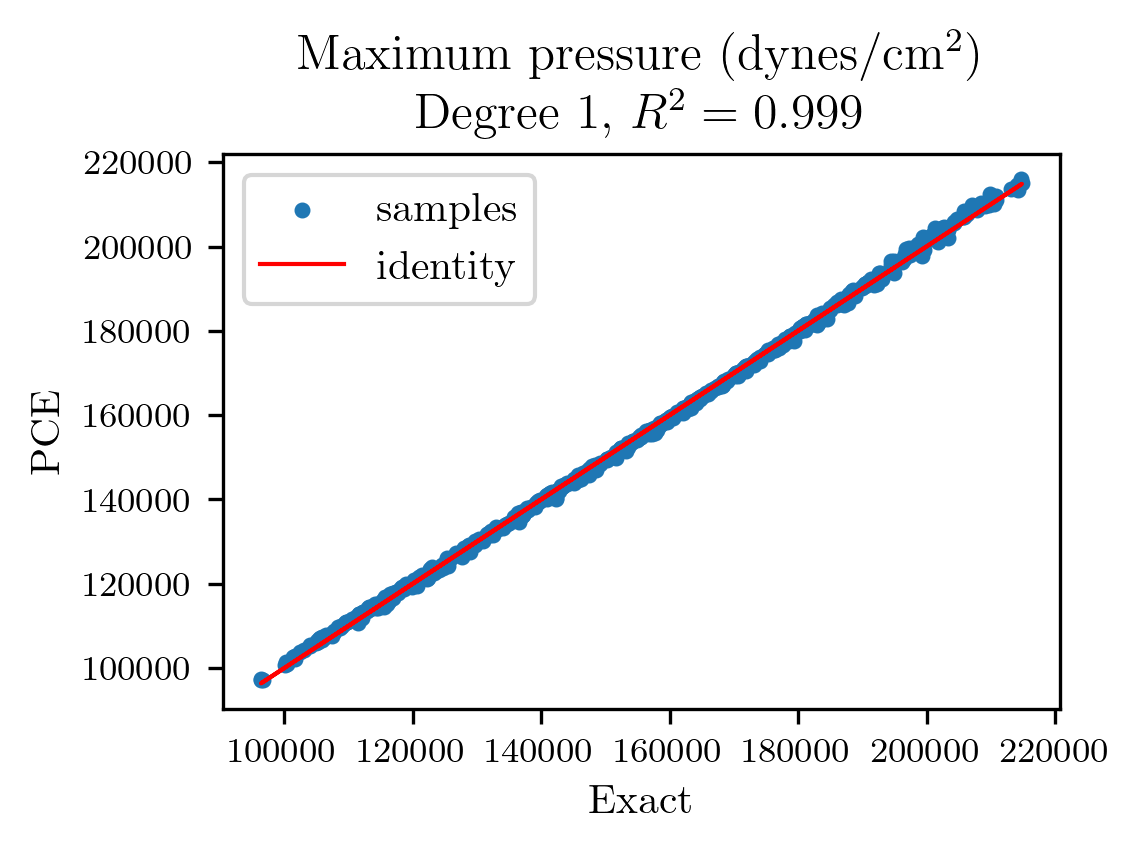 Maximum pressure (dynes/cm²)
Degree 1, R² = 0.999
220000
200000
180000
160000
140000
120000
100000
PCE
samples
identity
100000 120000 140000 160000 180000 200000 220000
Exact